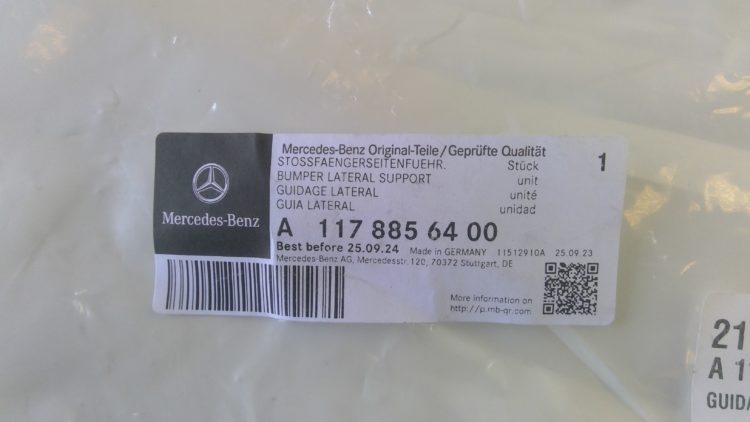 Mercedes-Benz
Mercedes-Benz Original-Teile/Geprüfte Qualität
STOSSFAENGERSEITENFUEHR. Stück 1
BUMPER LATERAL SUPPORT unit
GUIDAGE LATERAL unité
GUIA LATERAL unidad
A 117 885 64 00
Best before 25.09.24 Made in GERMANY 11512910A 25.09.23
Mercedes-Benz AG, Mercedesstr. 120, 70372 Stuttgart, DE
More information on
http://p.mb-qr.com
21
A 1
GUIDA